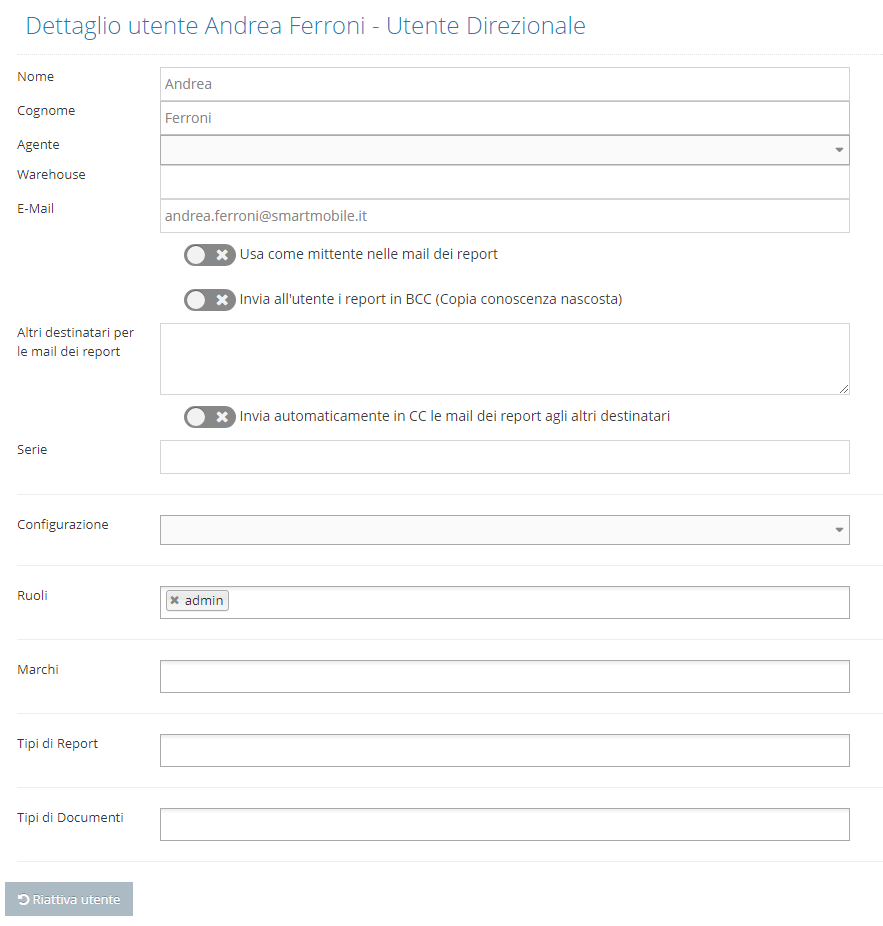 Dettaglio utente Andrea Ferroni - Utente Direzionale
Nome
Andrea
Cognome
Ferroni
Agente
Warehouse
E-Mail
andrea.ferroni@smartmobile.it
Usa come mittente nelle mail dei report
Invia all'utente i report in BCC (Copia conoscenza nascosta)
Altri destinatari per
le mail dei report
Invia automaticamente in CC le mail dei report agli altri destinatari
Serie
Configurazione
Ruoli
admin
Marchi
Tipi di Report
Tipi di Documenti
Riattiva utente